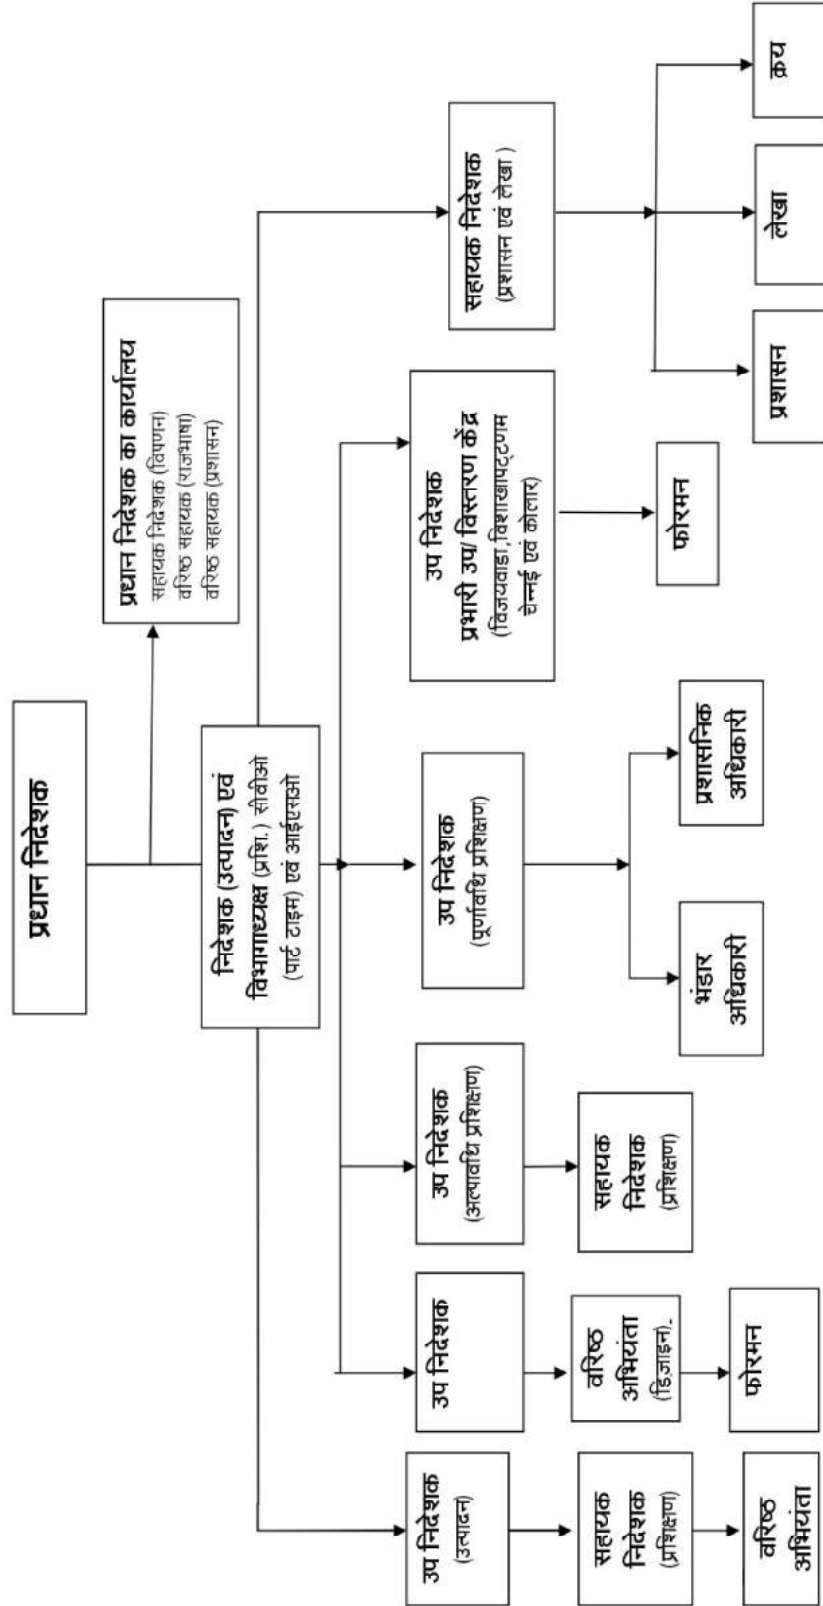 प्रधान निदेशक
प्रधान निदेशक का कार्यालय
सहायक निदेशक (विपणन)
वरिष्ठ सहायक (राजभाषा)
वरिष्ठ सहायक (प्रशासन)
निदेशक (उत्पादन) एवं
विभागाध्यक्ष (प्रशि.) सीवीओ
(पार्ट टाइम) एवं आईएसओ
उप निदेशक
(उत्पादन)
उप निदेशक
उप निदेशक
(अल्पावधि प्रशिक्षण)
उप निदेशक
(पूर्णावधि प्रशिक्षण)
उप निदेशक
प्रभारी उप/ विस्तरण केंद्र
(विजयवाडा,विशाखापट्टणम
चेन्नई एवं कोलार)
सहायक निदेशक
(प्रशासन एवं लेखा )
सहायक
निदेशक
(प्रशिक्षण)
वरिष्ठ
अभियंता
(डि़जाइन).
सहायक
निदेशक
(प्रशिक्षण)
भंडार
अधिकारी
प्रशासनिक
अधिकारी
फोरमन
प्रशासन
लेखा
क्रय
वरिष्ठ
अभियंता
फोरमन